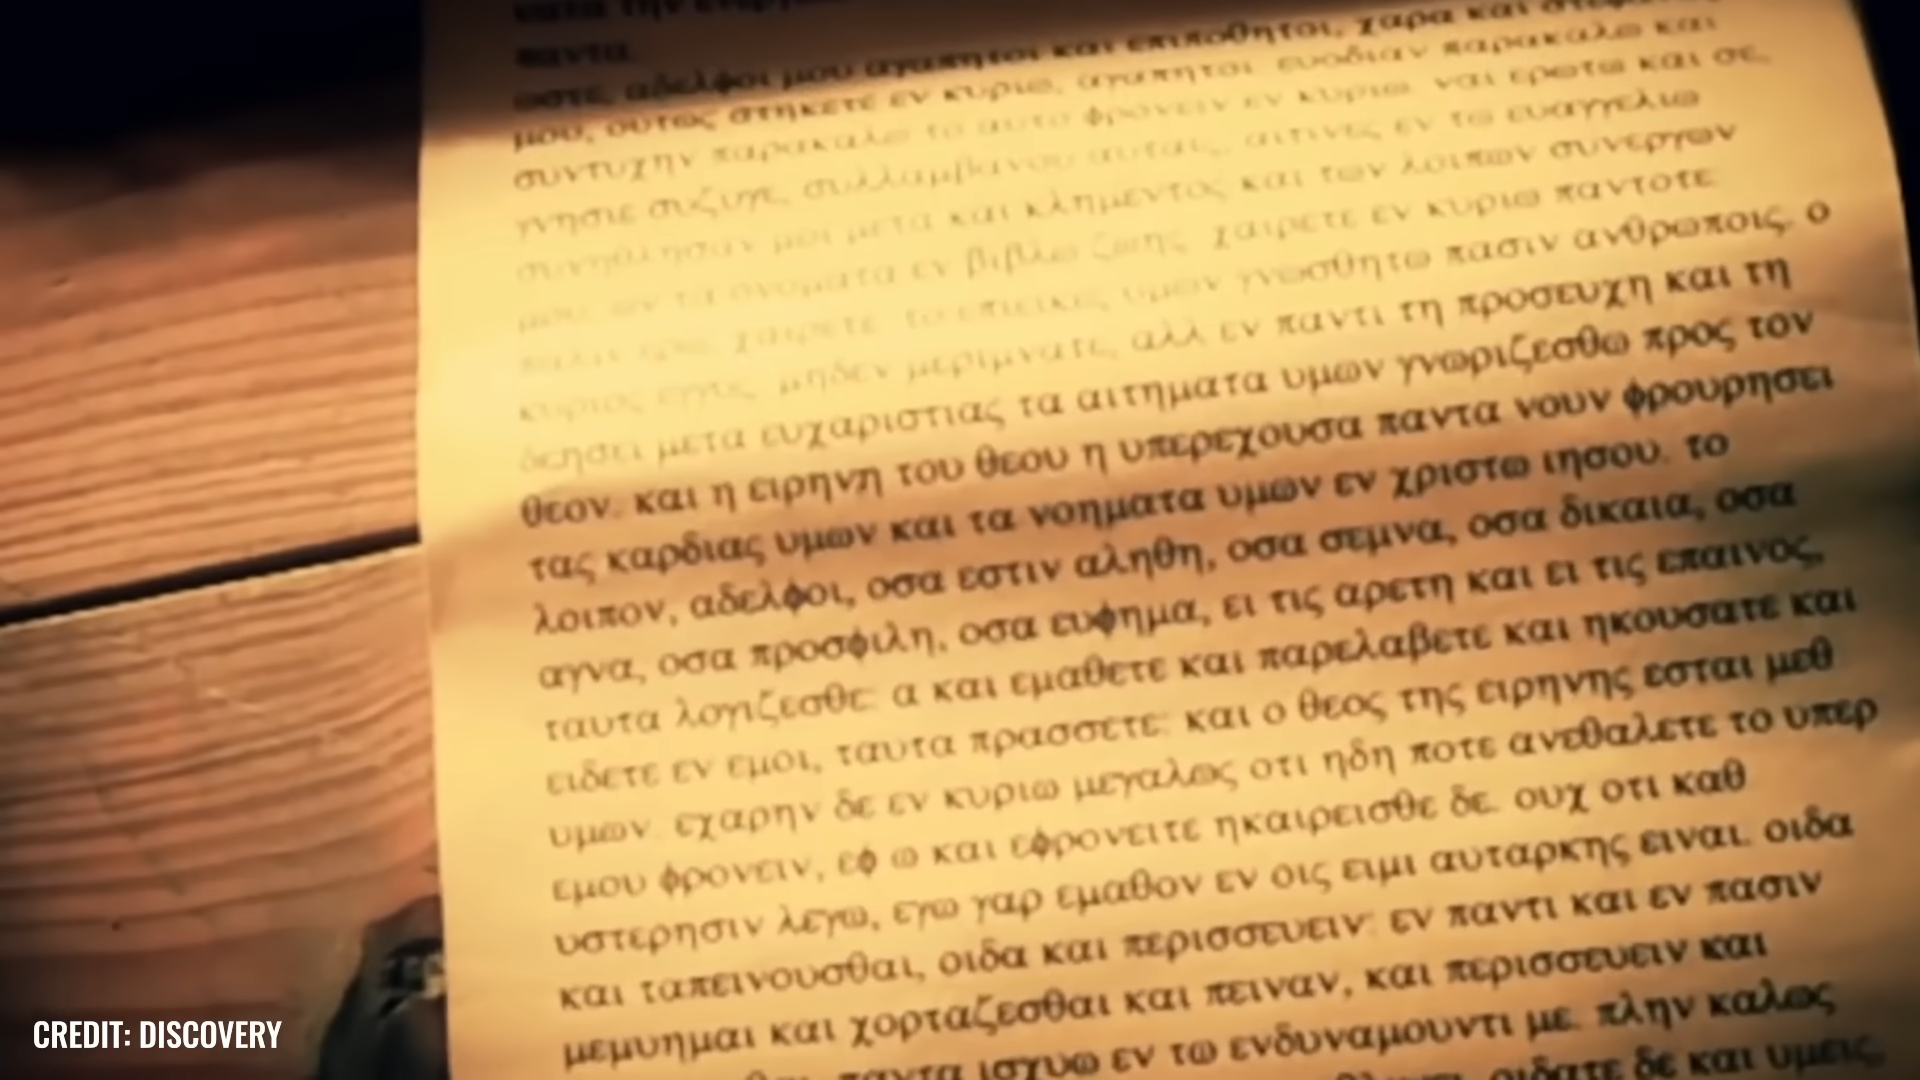 κατα την
παντα.
ωστε, αδελφοι μου αγαπητοι και επιποθητοι, χαρα και
μου, ουτως στηκετε εν κυριω, αγαπητοι. ευοδιαν παρακαλω και
συντυχην παρακαλω το αυτο φρονειν εν κυριω. ναι ερωτω και σε,
γνησιε συζυγε, συλλαμβανου αυταις, αιτινες εν τω ευαγγελιω
συνηθλησαν μοι μετα και κλημεντος και των λοιπων συνεργων
μου, ων τα ονοματα εν βιβλω ζωης. χαιρετε εν κυριω παντοτε:
παλιν ερω, χαιρετε. το επιεικες υμων γνωσθητω πασιν ανθρωποις. ο
κυριος εγγυς. μηδεν μεριμνατε, αλλ εν παντι τη προσευχη και τη
δεησει μετα ευχαριστιας τα αιτηματα υμων γνωριζεσθω προς τον
θεον. και η ειρηνη του θεου η υπερεχουσα παντα νουν φρουρησει
τας καρδιας υμων και τα νοηματα υμων εν χριστω ιησου. το
λοιπον, αδελφοι, οσα εστιν αληθη, οσα σεμνα, οσα δικαια, οσα
αγνα, οσα προσφιλη, οσα ευφημα, ει τις αρετη και ει τις επαινος,
ταυτα λογιζεσθε: α και εμαθετε και παρελαβετε και ηκουσατε και
ειδετε εν εμοι, ταυτα πρασσετε: και ο θεος της ειρηνης εσται μεθ
υμων. εχαρην δε εν κυριω μεγαλως οτι ηδη ποτε ανεθαλετε το υπερ
εμου φρονειν, εφ ω και εφρονειτε ηκαιρεισθε δε. ουχ οτι καθ
υστερησιν λεγω, εγω γαρ εμαθον εν οις ειμι αυταρκης ειναι. οιδα
και ταπεινουσθαι, οιδα και περισσευειν: εν παντι και εν πασιν
μεμυημαι και χορταζεσθαι και πειναν, και περισσευειν και
παντα ισχυω εν τω ενδυναμουντι με. πλην καλως
οιδατε δε και υμεις,
CREDIT: DISCOVERY